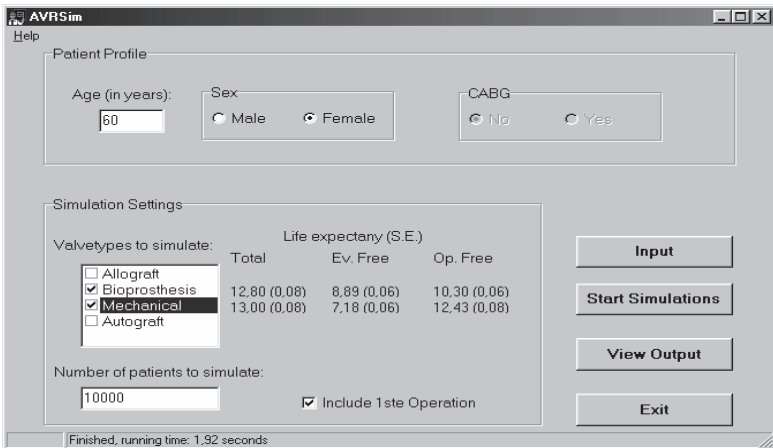 AVRSim
Help
Patient Profile
Age (in years):
60
Sex
Male
Female
CABG
No
Yes
Simulation Settings
Valvetypes to simulate:
Life expectany (S.E.)
Total Ev. Free Op. Free
Allograft
Bioprosthesis 12,80 (0,08) 8,89 (0,06) 10,30 (0,06)
Mechanical 13,00 (0,08) 7,18 (0,06) 12,43 (0,08)
Autograft
Number of patients to simulate:
10000
Include 1ste Operation
Input
Start Simulations
View Output
Exit
Finished, running time: 1,92 seconds